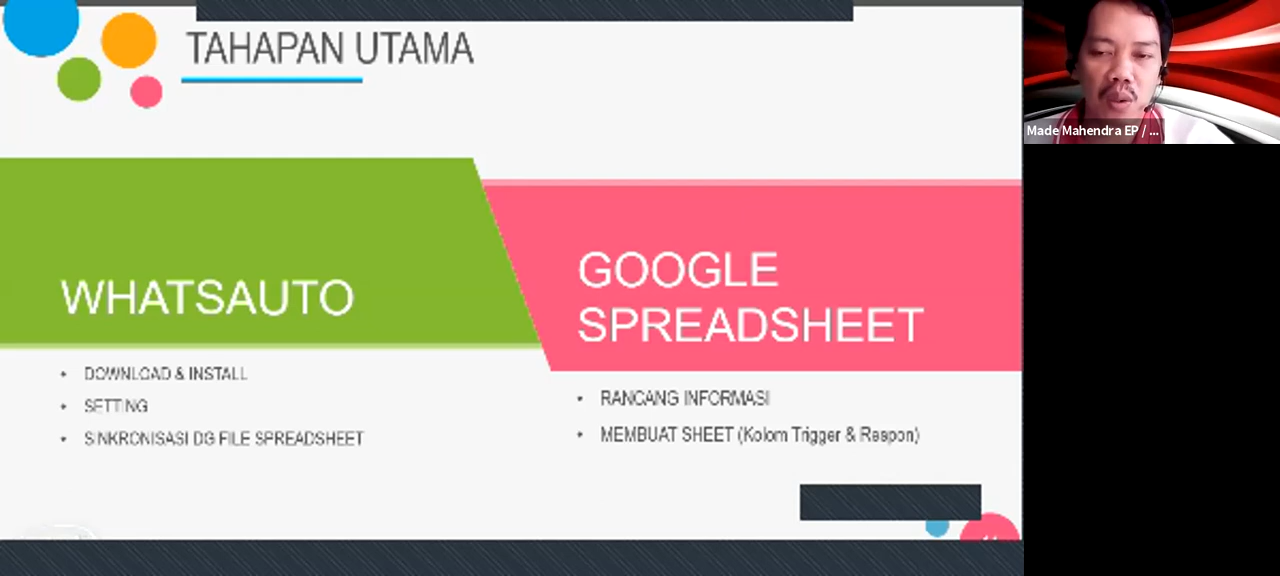 TAHAPAN UTAMA
WHATSAUTO
• DOWNLOAD & INSTALL
• SETTING
• SINKRONISASI DG FILE SPREADSHEET
GOOGLE
SPREADSHEET
• RANCANG INFORMASI
• MEMBUAT SHEET (Kolom Trigger & Respon)
Made Mahendra EP / ...